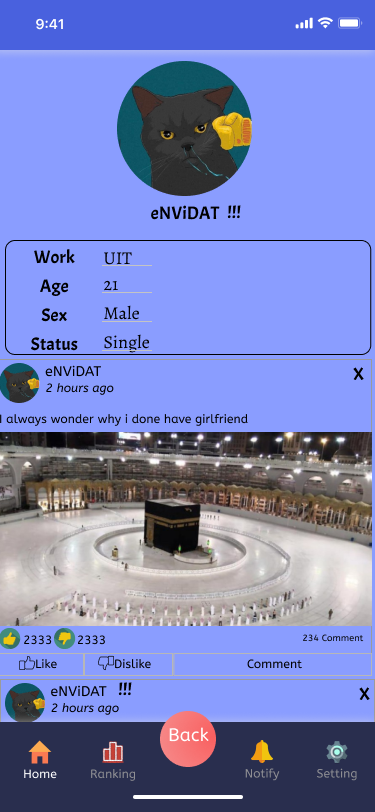 9:41
eNViDAT !!!
Work UIT
Age 21
Sex Male
Status Single
eNViDAT X
2 hours ago
I always wonder why i done have girlfriend
2333 2333 234 Comment
Like Dislike Comment
eNViDAT !!! X
2 hours ago
Back
Home Ranking Notify Setting